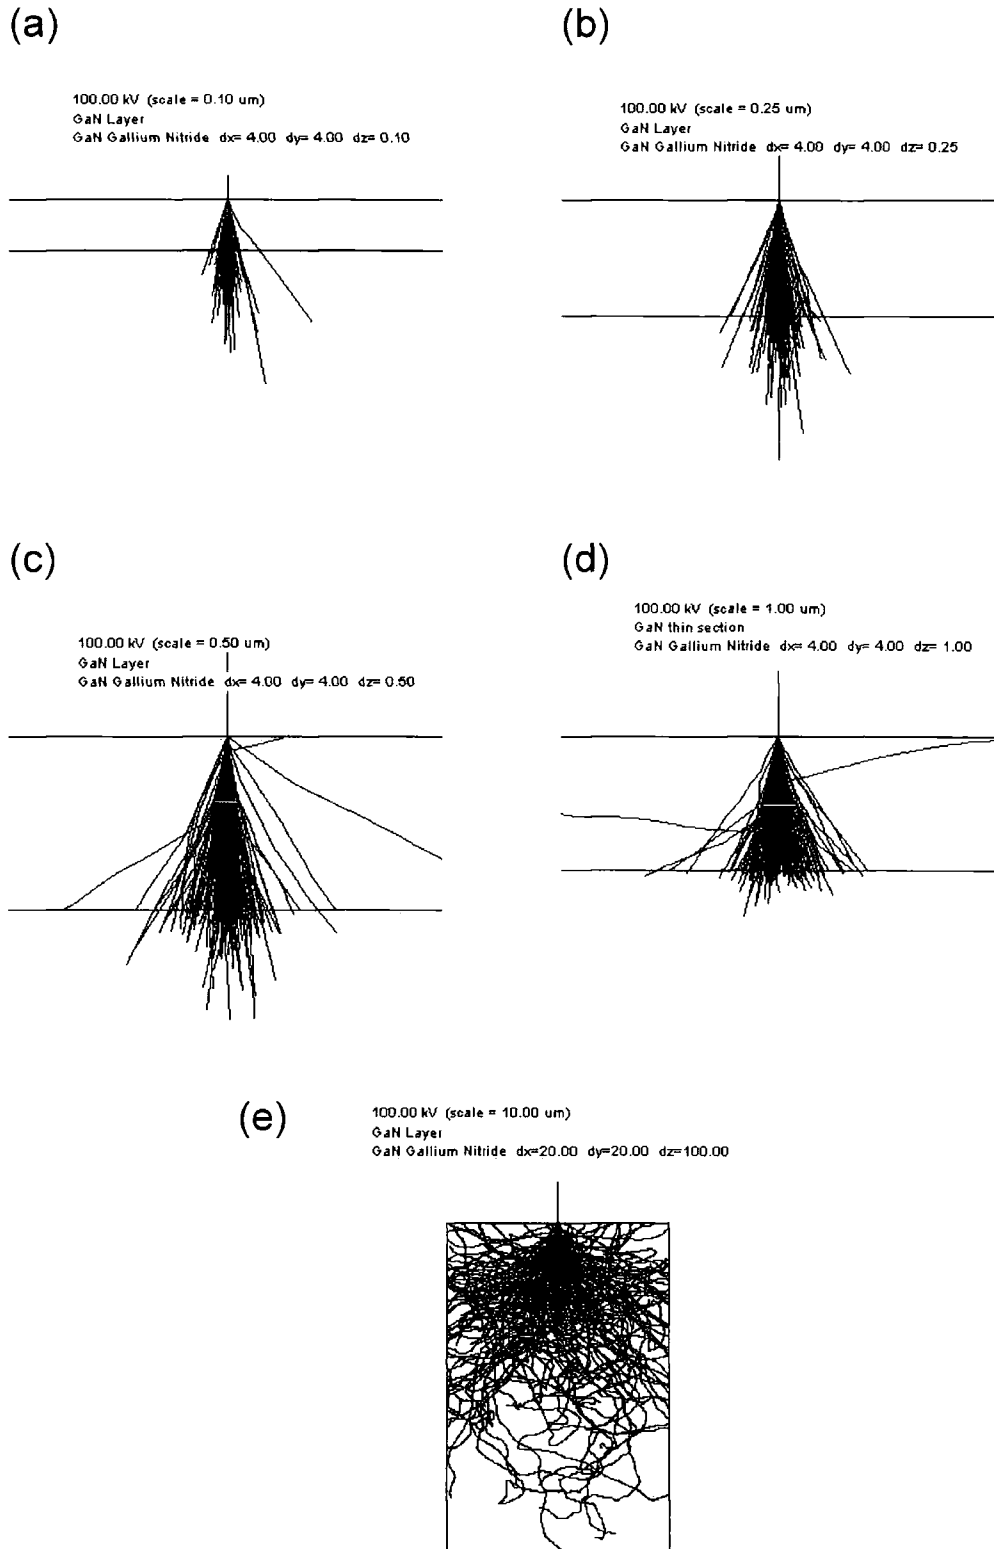 (a)
100.00 kV (scale = 0.10 um)
GaN Layer
GaN Gallium Nitride dx= 4.00 dy= 4.00 dz= 0.10
(b)
100.00 kV (scale = 0.25 um)
GaN Layer
GaN Gallium Nitride dx= 4.00 dy= 4.00 dz= 0.25
(c)
100.00 kV (scale = 0.50 um)
GaN Layer
GaN Gallium Nitride dx= 4.00 dy= 4.00 dz= 0.50
(d)
100.00 kV (scale = 1.00 um)
GaN thin section
GaN Gallium Nitride dx= 4.00 dy= 4.00 dz= 1.00
(e)
100.00 kV (scale = 10.00 um)
GaN Layer
GaN Gallium Nitride dx=20.00 dy=20.00 dz=100.00